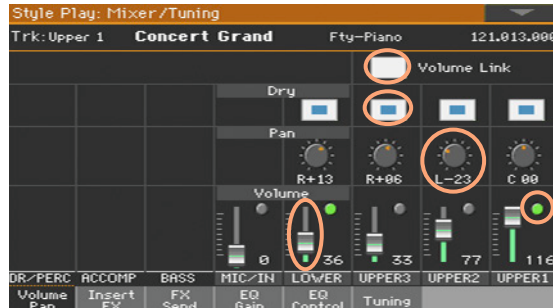 Style Play: Mixer/Tuning
Trk:Upper 1 Concert Grand Fty-Piano 121.013.000
Volume Link
Dry
Pan
R+13 R+06 L-23 C 00
Volume
0 36 33 77 116
DR/PERC ACCOMP BASS MIC/IN LOWER UPPER3 UPPER2 UPPER1
Volume Insert FX EQ EQ Tuning
Pan FX Send Gain Control